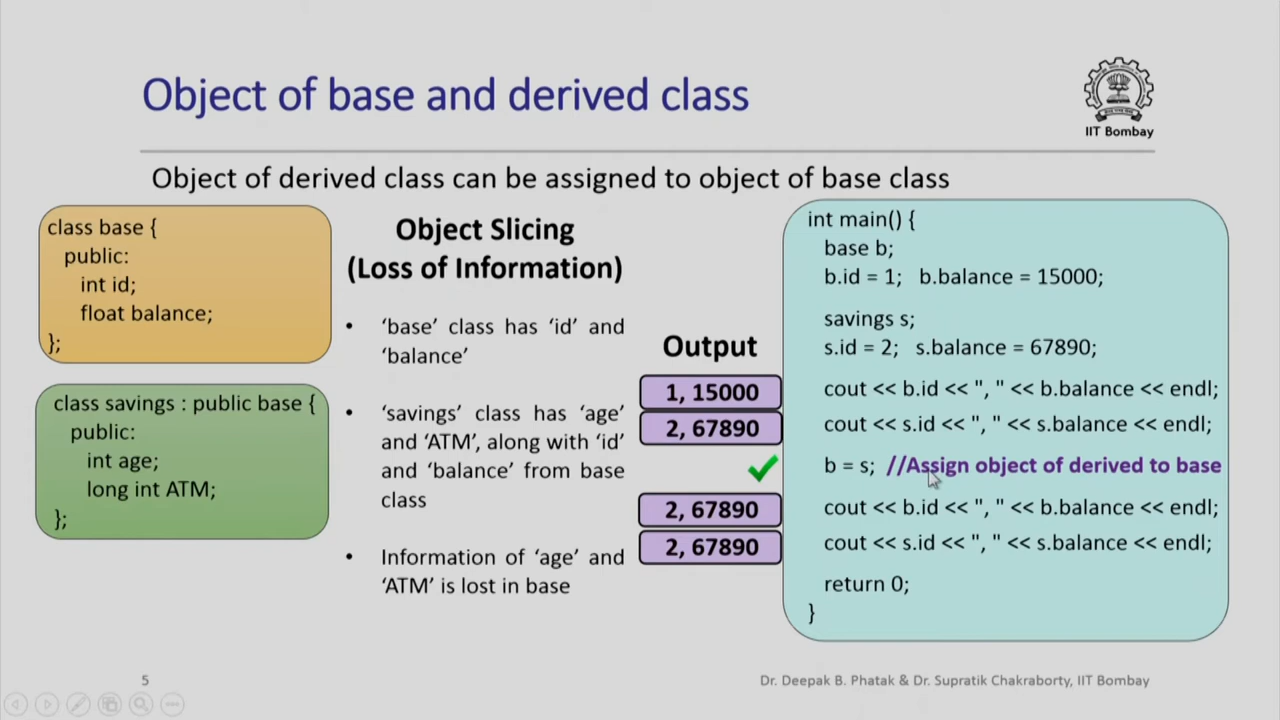 Object of base and derived class
IIT Bombay
Object of derived class can be assigned to object of base class
class base {
public:
int id;
float balance;
};
class savings : public base {
public:
int age;
long int ATM;
};
Object Slicing
(Loss of Information)
• ‘base’ class has ‘id’ and
‘balance’
• ‘savings’ class has ‘age’
and ‘ATM’, along with ‘id’
and ‘balance’ from base
class
• Information of ‘age’ and
‘ATM’ is lost in base
Output
1, 15000
2, 67890
2, 67890
2, 67890
int main() {
base b;
b.id = 1; b.balance = 15000;
savings s;
s.id = 2; s.balance = 67890;
cout << b.id << ", " << b.balance << endl;
cout << s.id << ", " << s.balance << endl;
b = s; //Assign object of derived to base
cout << b.id << ", " << b.balance << endl;
cout << s.id << ", " << s.balance << endl;
return 0;
}
5
Dr. Deepak B. Phatak & Dr. Supratik Chakraborty, IIT Bombay